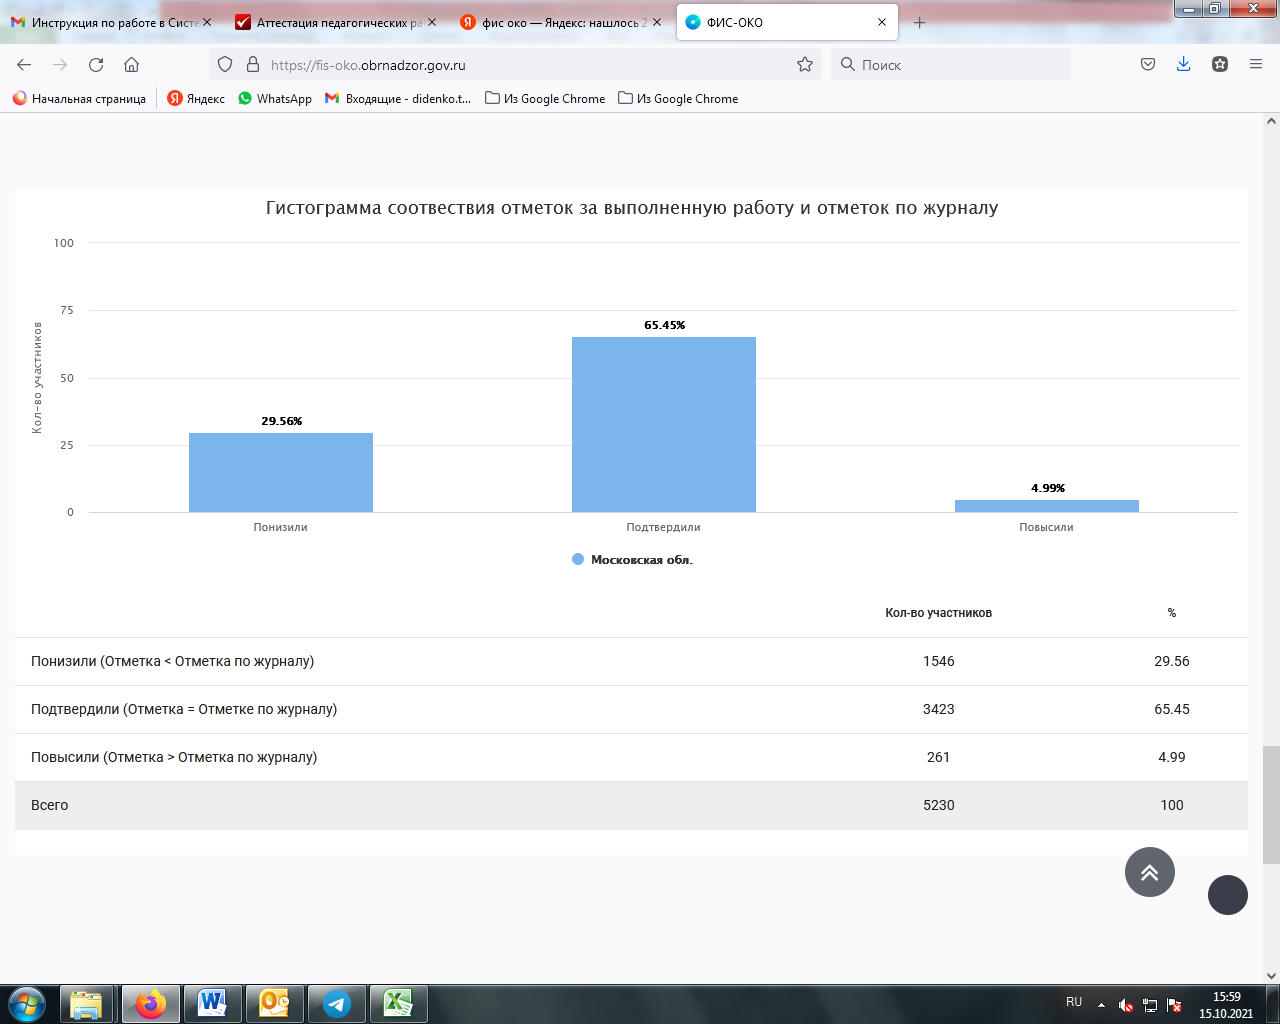 Инструкция по работе в Систе
Аттестация педагогических ра
фис око — Яндекс: нашлось 2
ФИС-ОКО
https://fis-oko.obrnadzor.gov.ru
Поиск
Начальная страница
Яндекс
WhatsApp
Входящие - didenko.t...
Из Google Chrome
Из Google Chrome
Гистограмма соотвествия отметок за выполненную работу и отметок по журналу
Кол-во участников
100
75
50
25
0
29.56%
65.45%
4.99%
Понизили
Подтвердили
Повысили
Московская обл.
Кол-во участников %
Понизили (Отметка < Отметка по журналу) 1546 29.56
Подтвердили (Отметка = Отметке по журналу) 3423 65.45
Повысили (Отметка > Отметка по журналу) 261 4.99
Всего 5230 100
RU
15:59
15.10.2021